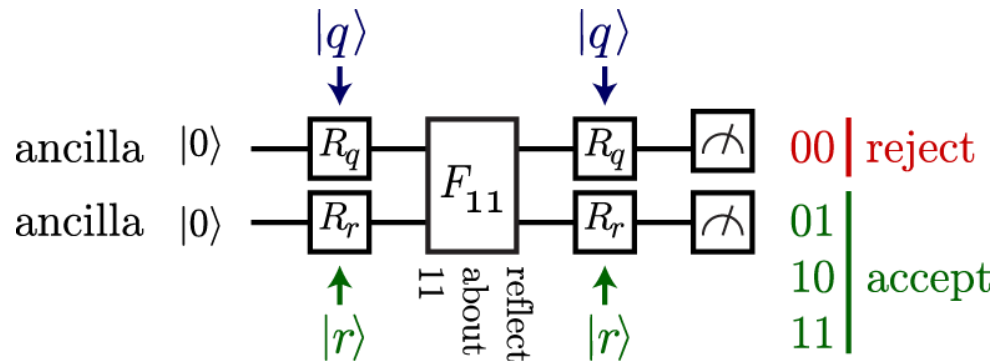 |q⟩ |q⟩
ancilla |0⟩ R_q F_11 R_q 00 reject
ancilla |0⟩ R_r R_r 01
10 accept
11
reflect
about
11
|r⟩ |r⟩